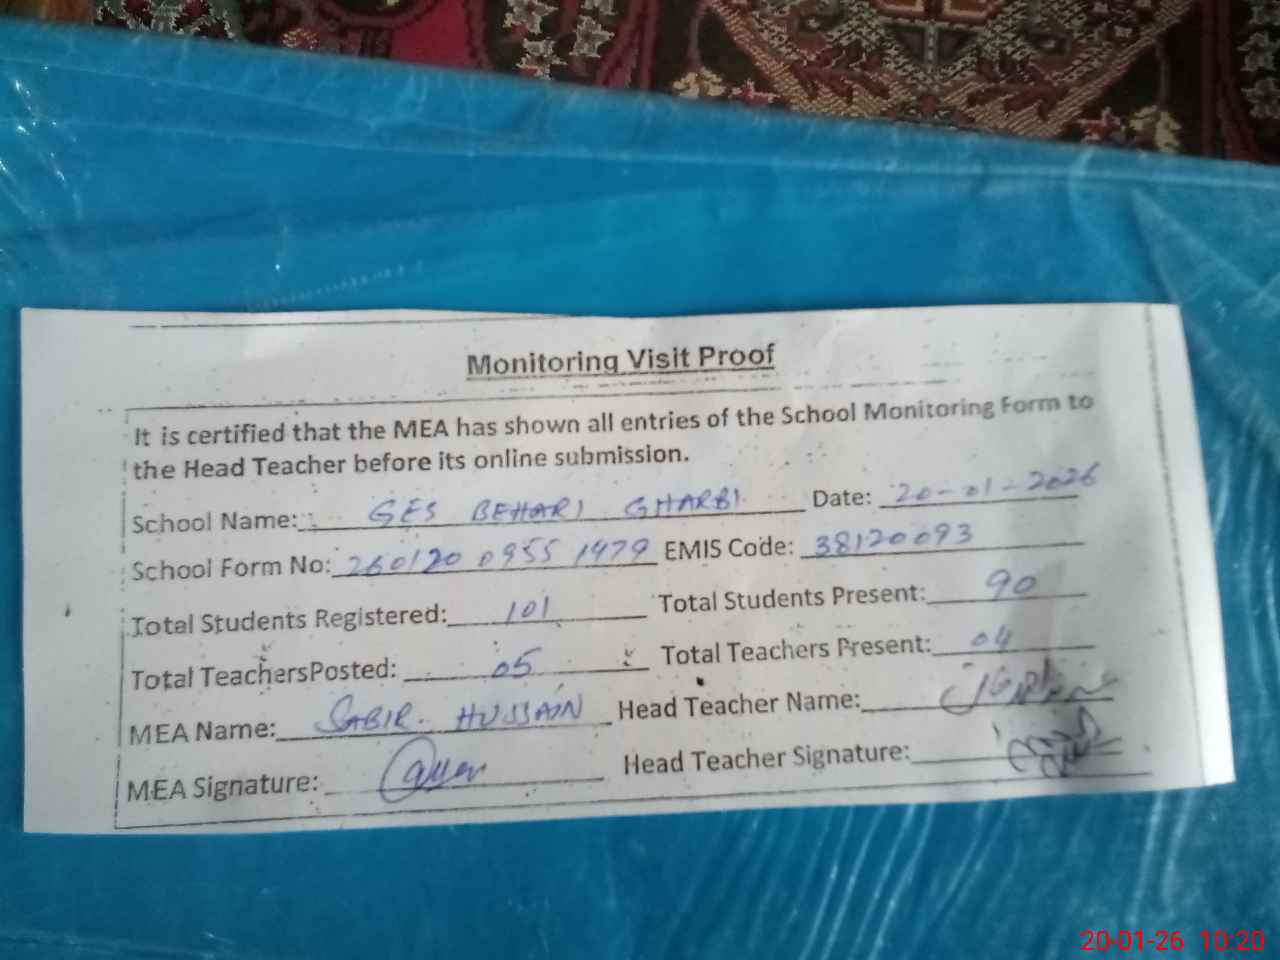 Monitoring Visit Proof
It is certified that the MEA has shown all entries of the School Monitoring Form to
the Head Teacher before its online submission.
School Name: GES BEHARI GHARBI Date: 20-01-2026
School Form No: 260120 0955 1979 EMIS Code: 38120093
Total Students Registered: 101 Total Students Present: 90
Total TeachersPosted: 05 Total Teachers Present: 04
MEA Name: SABIR HUSSAIN Head Teacher Name:
MEA Signature: Head Teacher Signature:
20-01-26 10:20